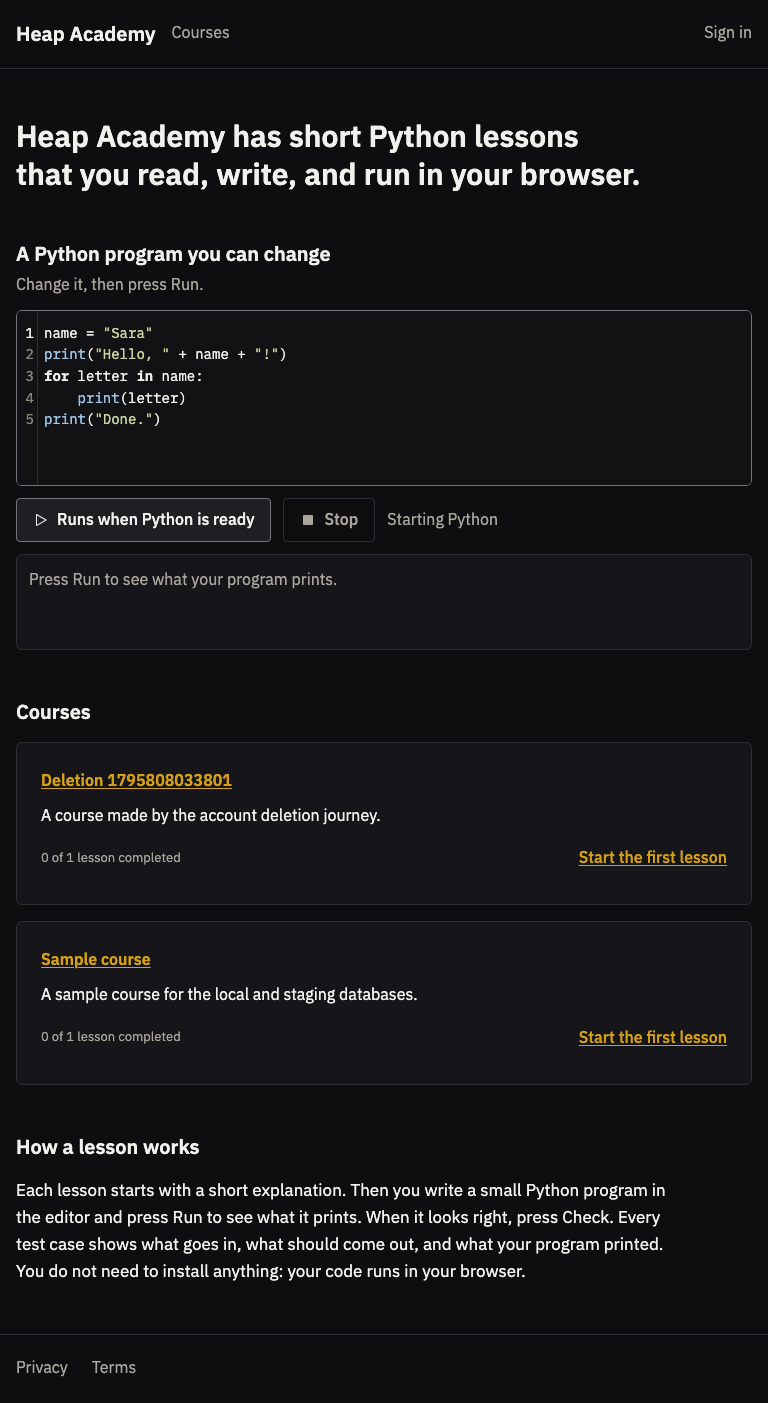 Heap Academy Courses Sign in
Heap Academy has short Python lessons
that you read, write, and run in your browser.
A Python program you can change
Change it, then press Run.
1 name = "Sara"
2 print("Hello, " + name + "!")
3 for letter in name:
4     print(letter)
5 print("Done.")
Runs when Python is ready Stop Starting Python
Press Run to see what your program prints.
Courses
Deletion 1795808033801
A course made by the account deletion journey.
0 of 1 lesson completed Start the first lesson
Sample course
A sample course for the local and staging databases.
0 of 1 lesson completed Start the first lesson
How a lesson works
Each lesson starts with a short explanation. Then you write a small Python program in
the editor and press Run to see what it prints. When it looks right, press Check. Every
test case shows what goes in, what should come out, and what your program printed.
You do not need to install anything: your code runs in your browser.
Privacy Terms